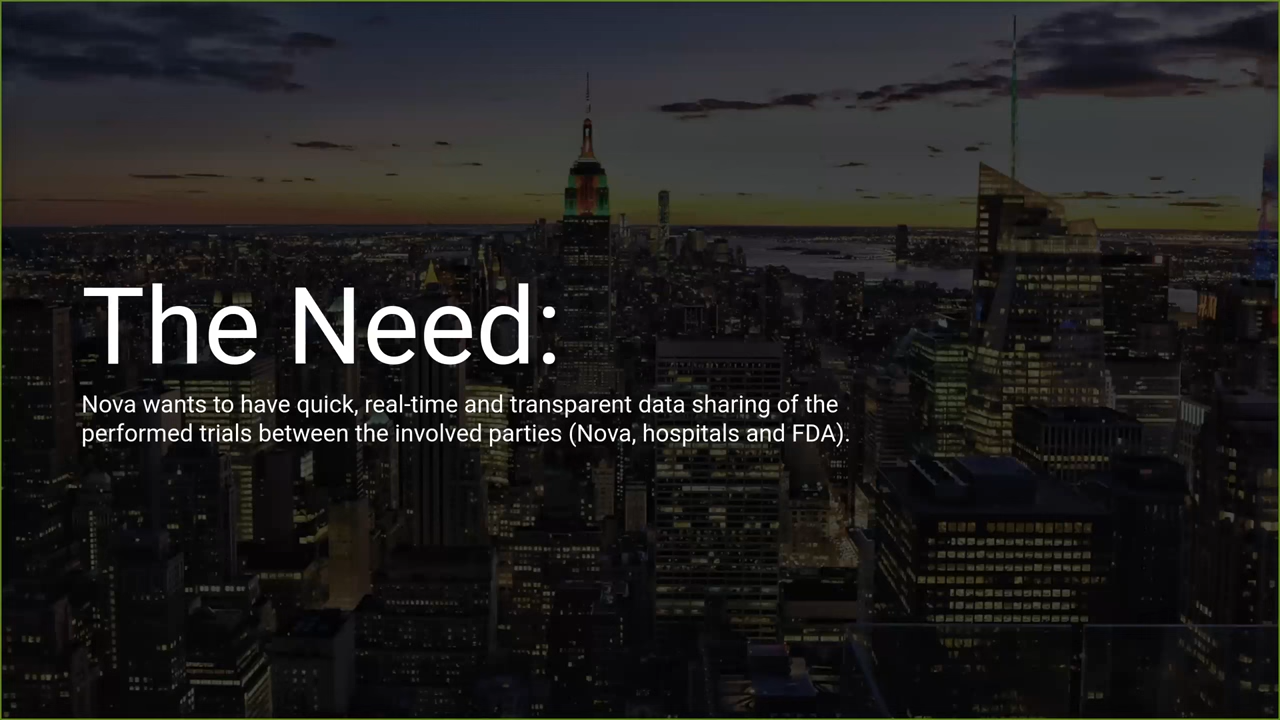 The Need:
Nova wants to have quick, real-time and transparent data sharing of the
performed trials between the involved parties (Nova, hospitals and FDA).